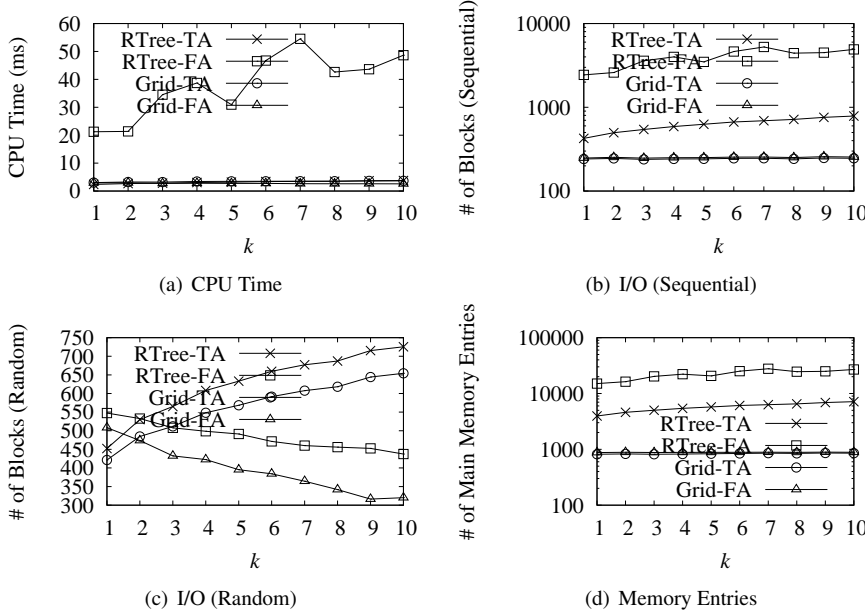 CPU Time (ms)
60
50
40
30
20
10
0
RTree-TA
RTree-FA
Grid-TA
Grid-FA
1 2 3 4 5 6 7 8 9 10
k
(a) CPU Time
# of Blocks (Sequential)
10000
1000
100
RTree-TA
RTree-FA
Grid-TA
Grid-FA
1 2 3 4 5 6 7 8 9 10
k
(b) I/O (Sequential)
# of Blocks (Random)
750
700
650
600
550
500
450
400
350
300
RTree-TA
RTree-FA
Grid-TA
Grid-FA
1 2 3 4 5 6 7 8 9 10
k
(c) I/O (Random)
# of Main Memory Entries
100000
10000
1000
100
RTree-TA
RTree-FA
Grid-TA
Grid-FA
1 2 3 4 5 6 7 8 9 10
k
(d) Memory Entries